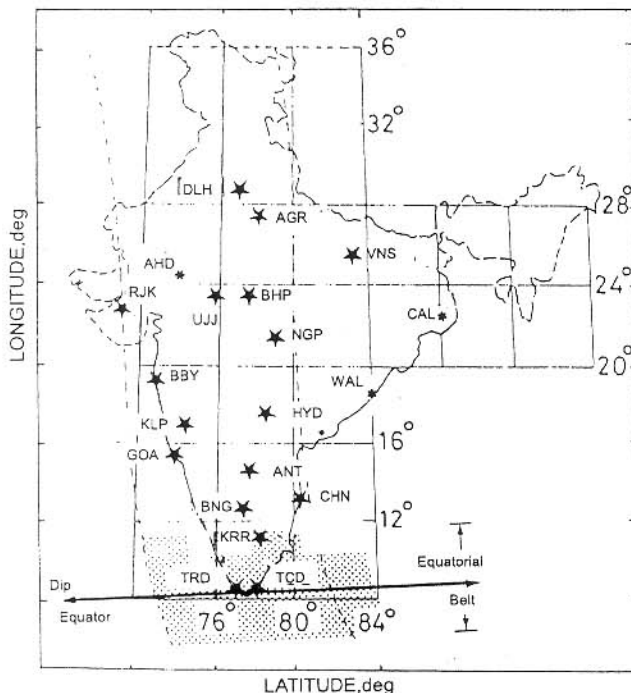 36°
32°
DLH
28°
AGR
VNS
AHD
24°
RJK
BHP
UJJ
CAL
NGP
20°
BBY
WAL
HYD
KLP
16°
GOA
ANT
CHN
BNG
12°
KRR
Equatorial
TRD
TCD
Dip
Belt
Equator
76° 80° 84°
LONGITUDE,deg
LATITUDE,deg